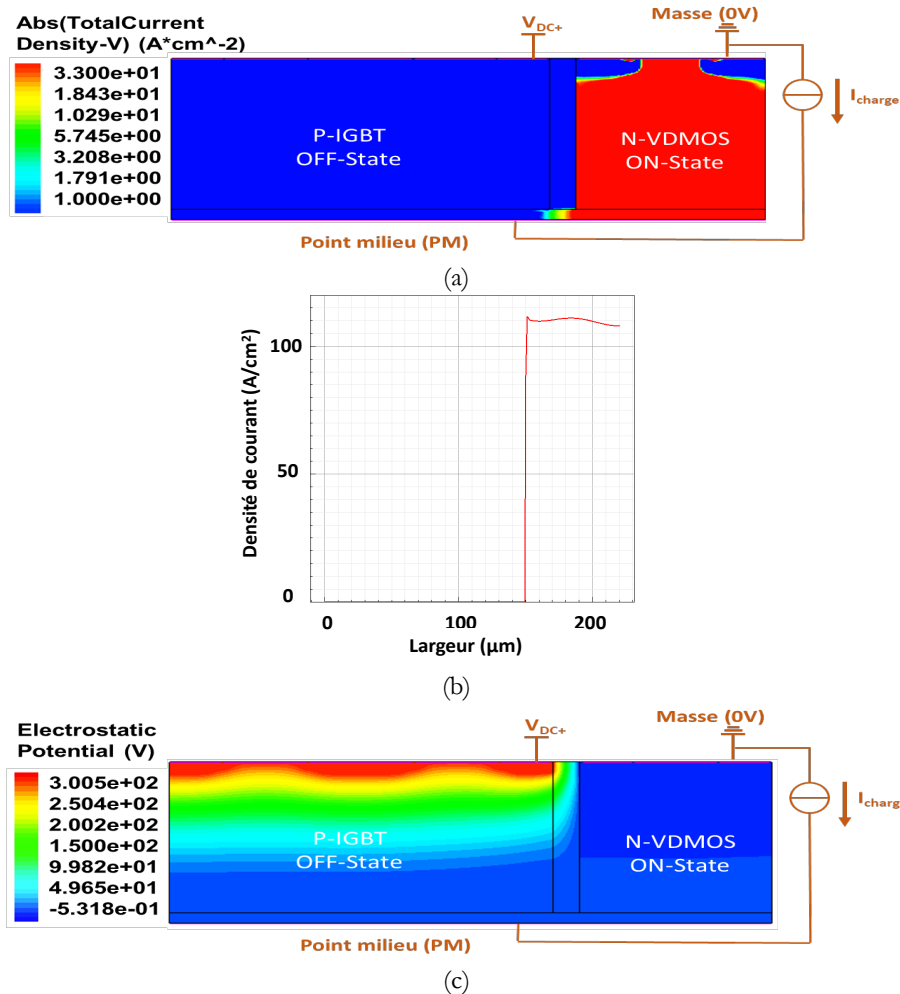 Abs(TotalCurrent
Density-V) (A*cm^-2)
3.300e+01
1.843e+01
1.029e+01
5.745e+00
3.208e+00
1.791e+00
1.000e+00
VDC+
Masse (0V)
Icharge
P-IGBT
OFF-State
N-VDMOS
ON-State
Point milieu (PM)
(a)
Densité de courant (A/cm²)
100
50
0
0 100 200
Largeur (µm)
(b)
Electrostatic
Potential (V)
3.005e+02
2.504e+02
2.002e+02
1.500e+02
9.982e+01
4.965e+01
-5.318e-01
VDC+
Masse (0V)
Icharg
P-IGBT
OFF-State
N-VDMOS
ON-State
Point milieu (PM)
(c)